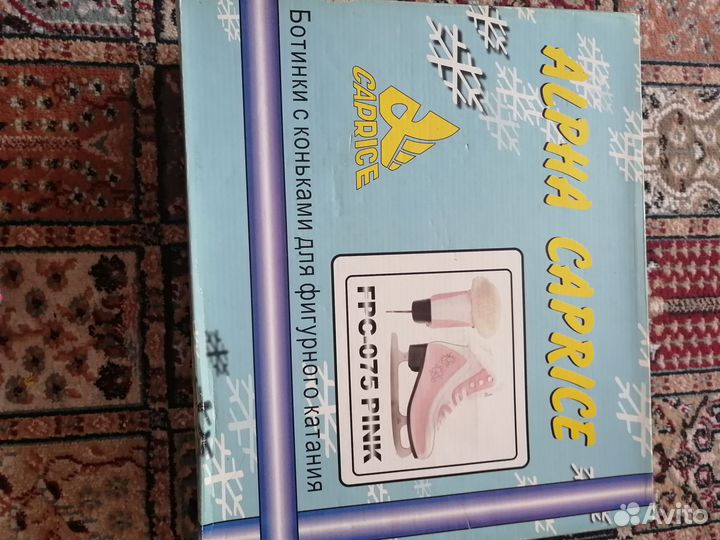 ALPHA CAPRICE
CAPRICE
FPC-075 PINK
Ботинки с коньками для фигурного катания
Avito